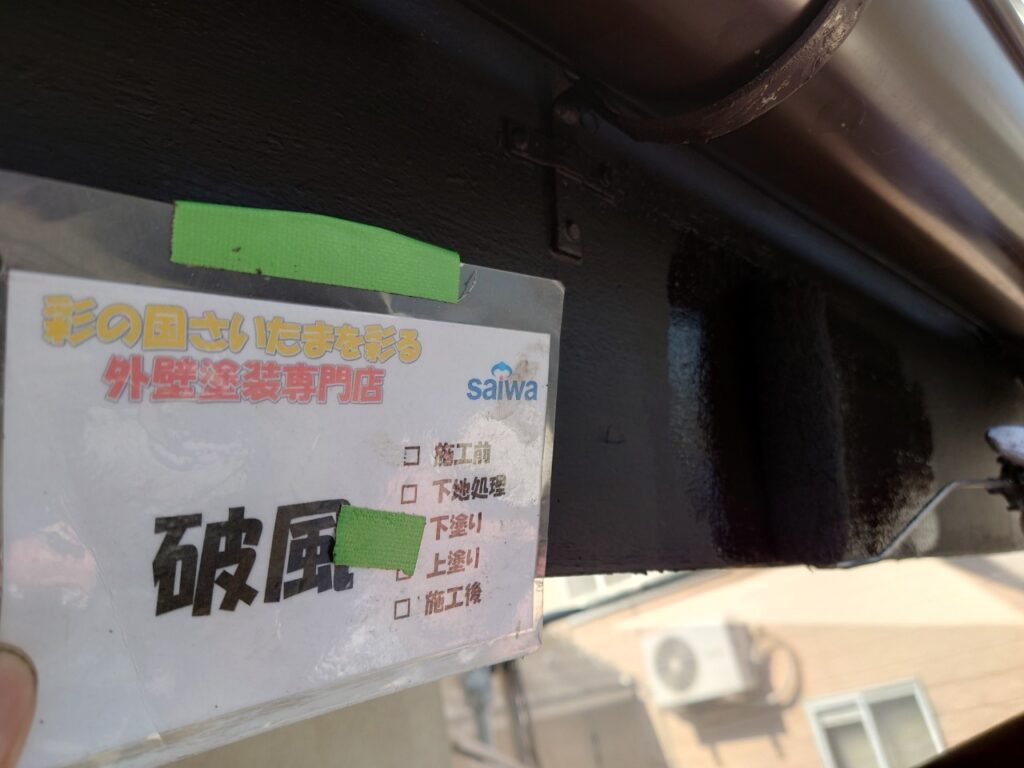 彩の国さいたまを彩る
外壁塗装専門店
saiwa
□ 施工前
□ 下地処理
下塗り
□ 上塗り
□ 施工後
破風